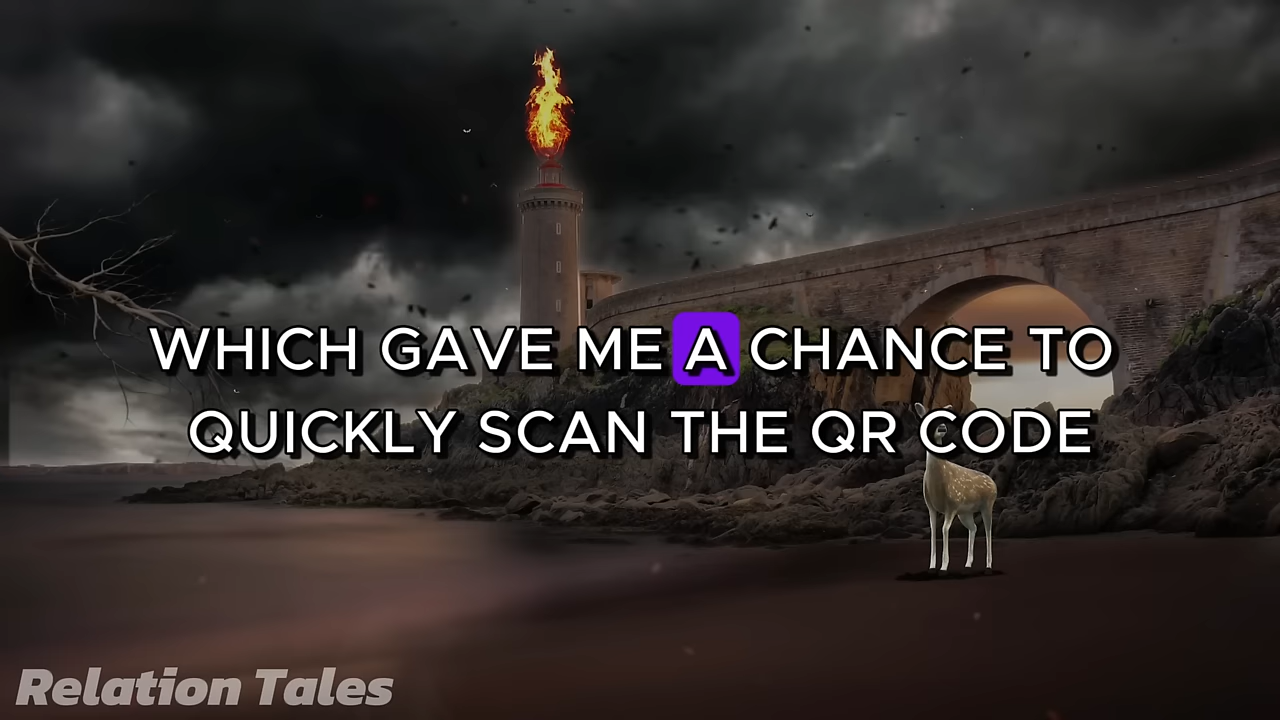 WHICH GAVE ME A CHANCE TO
QUICKLY SCAN THE QR CODE
Relation Tales